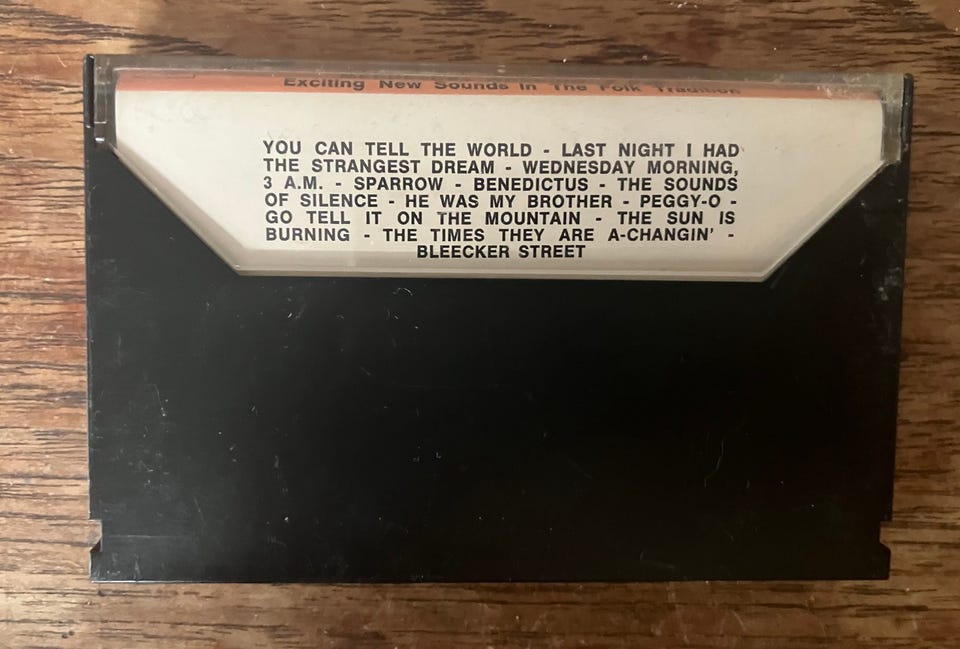 Exciting New Sounds in The Folk Tradition
YOU CAN TELL THE WORLD - LAST NIGHT I HAD
THE STRANGEST DREAM - WEDNESDAY MORNING,
3 A.M. - SPARROW - BENEDICTUS - THE SOUNDS
OF SILENCE - HE WAS MY BROTHER - PEGGY-O -
GO TELL IT ON THE MOUNTAIN - THE SUN IS
BURNING - THE TIMES THEY ARE A-CHANGIN' -
BLEECKER STREET